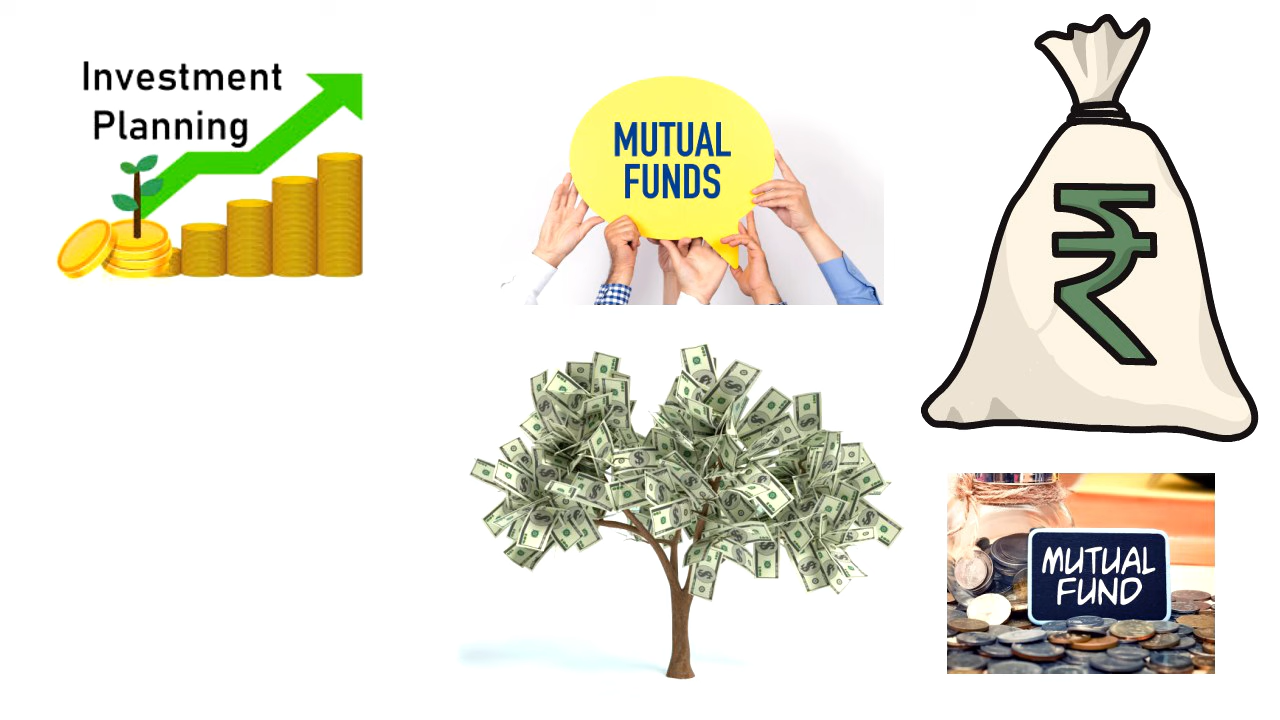 Investment
Planning
MUTUAL
FUNDS
₹
MUTUAL
FUND